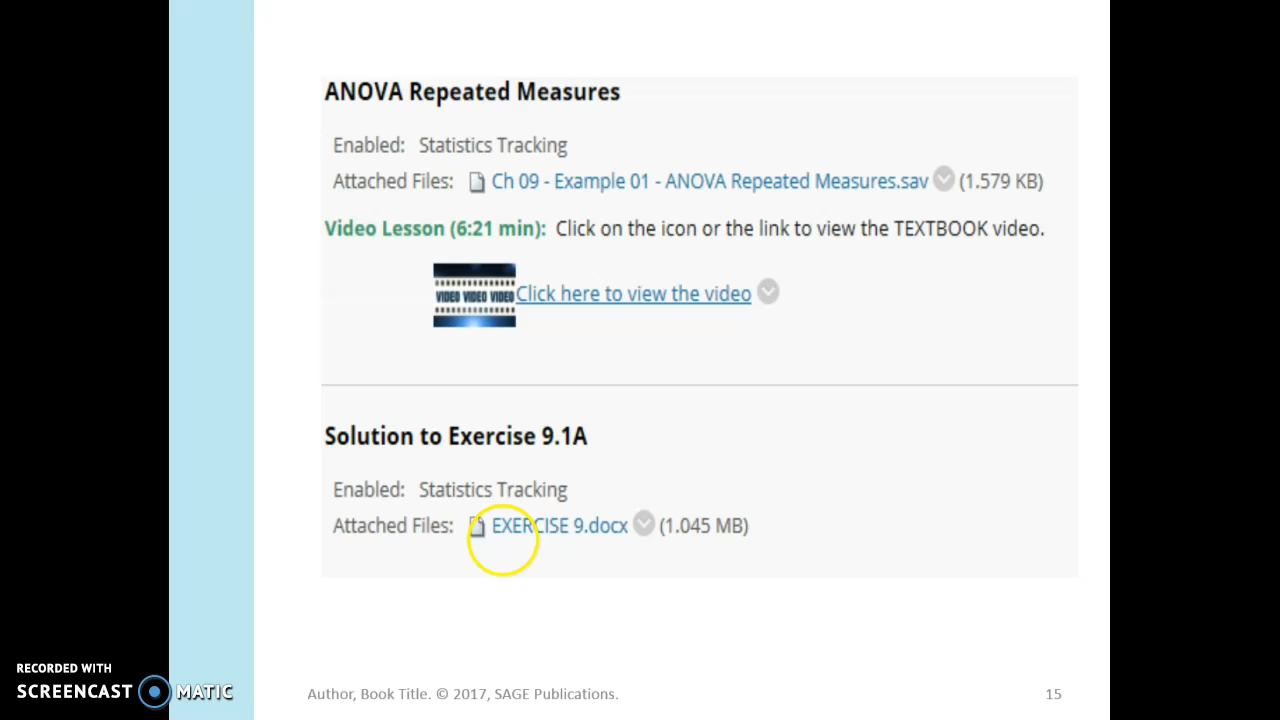 ANOVA Repeated Measures
Enabled: Statistics Tracking
Attached Files: Ch 09 - Example 01 - ANOVA Repeated Measures.sav (1.579 KB)
Video Lesson (6:21 min): Click on the icon or the link to view the TEXTBOOK video.
VIDEO VIDEO VIDEO Click here to view the video
Solution to Exercise 9.1A
Enabled: Statistics Tracking
Attached Files: EXERCISE 9.docx (1.045 MB)
RECORDED WITH
SCREENCAST MATIC
Author, Book Title. © 2017, SAGE Publications. 15